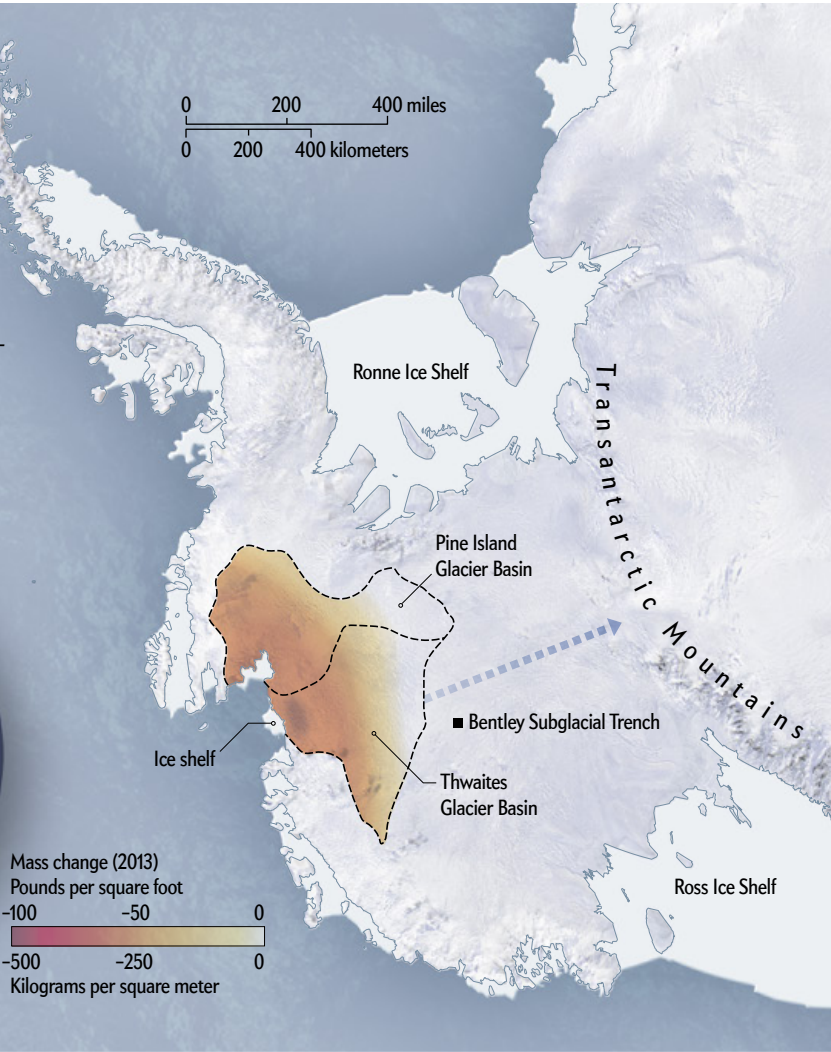 0 200 400 miles
0 200 400 kilometers
Ronne Ice Shelf
Transantarctic Mountains
Pine Island
Glacier Basin
Bentley Subglacial Trench
Ice shelf
Thwaites
Glacier Basin
Ross Ice Shelf
Mass change (2013)
Pounds per square foot
–100 –50 0
–500 –250 0
Kilograms per square meter